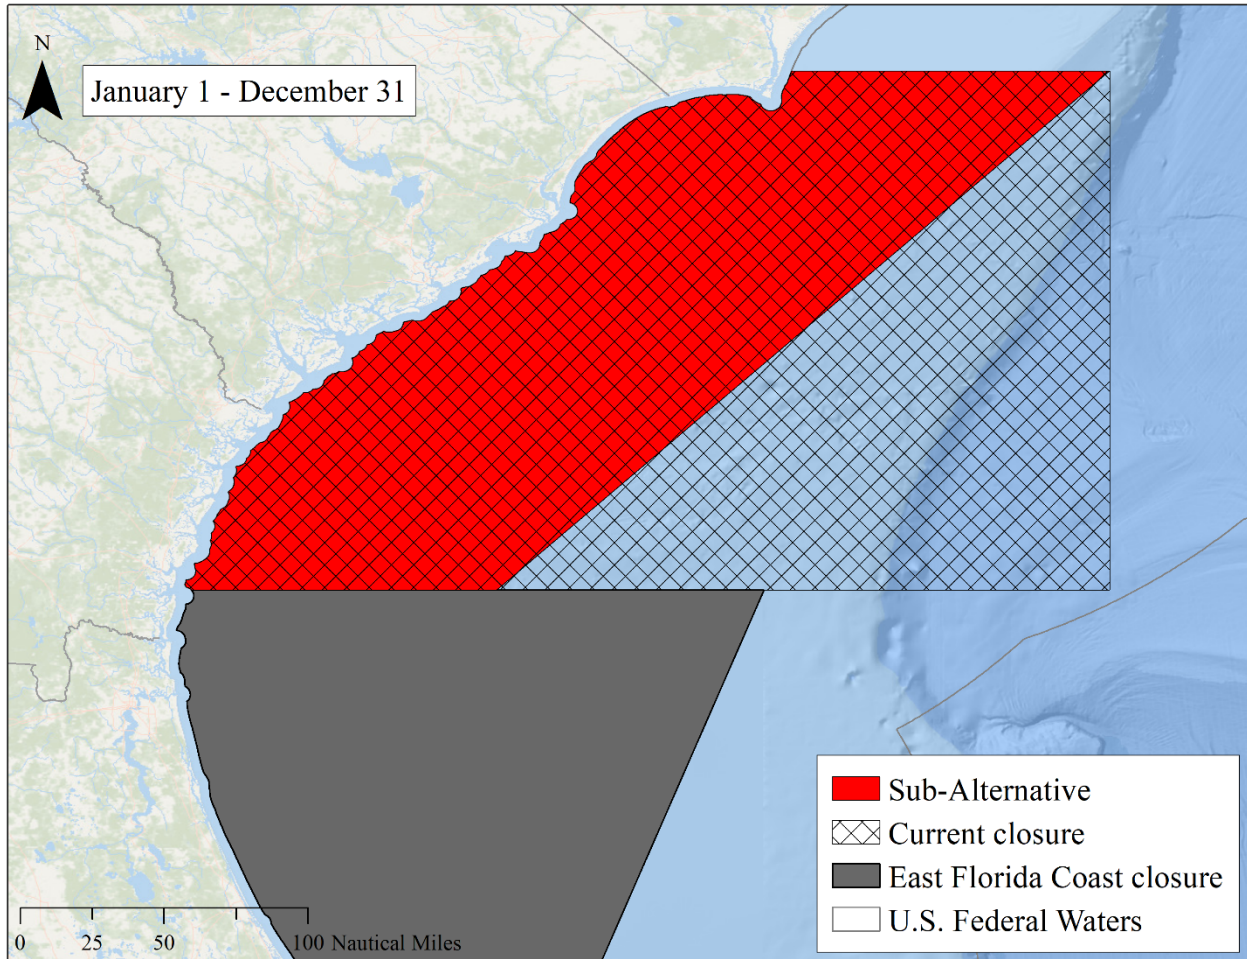 N
January 1 - December 31
Sub-Alternative
Current closure
East Florida Coast closure
U.S. Federal Waters
0 25 50 100 Nautical Miles